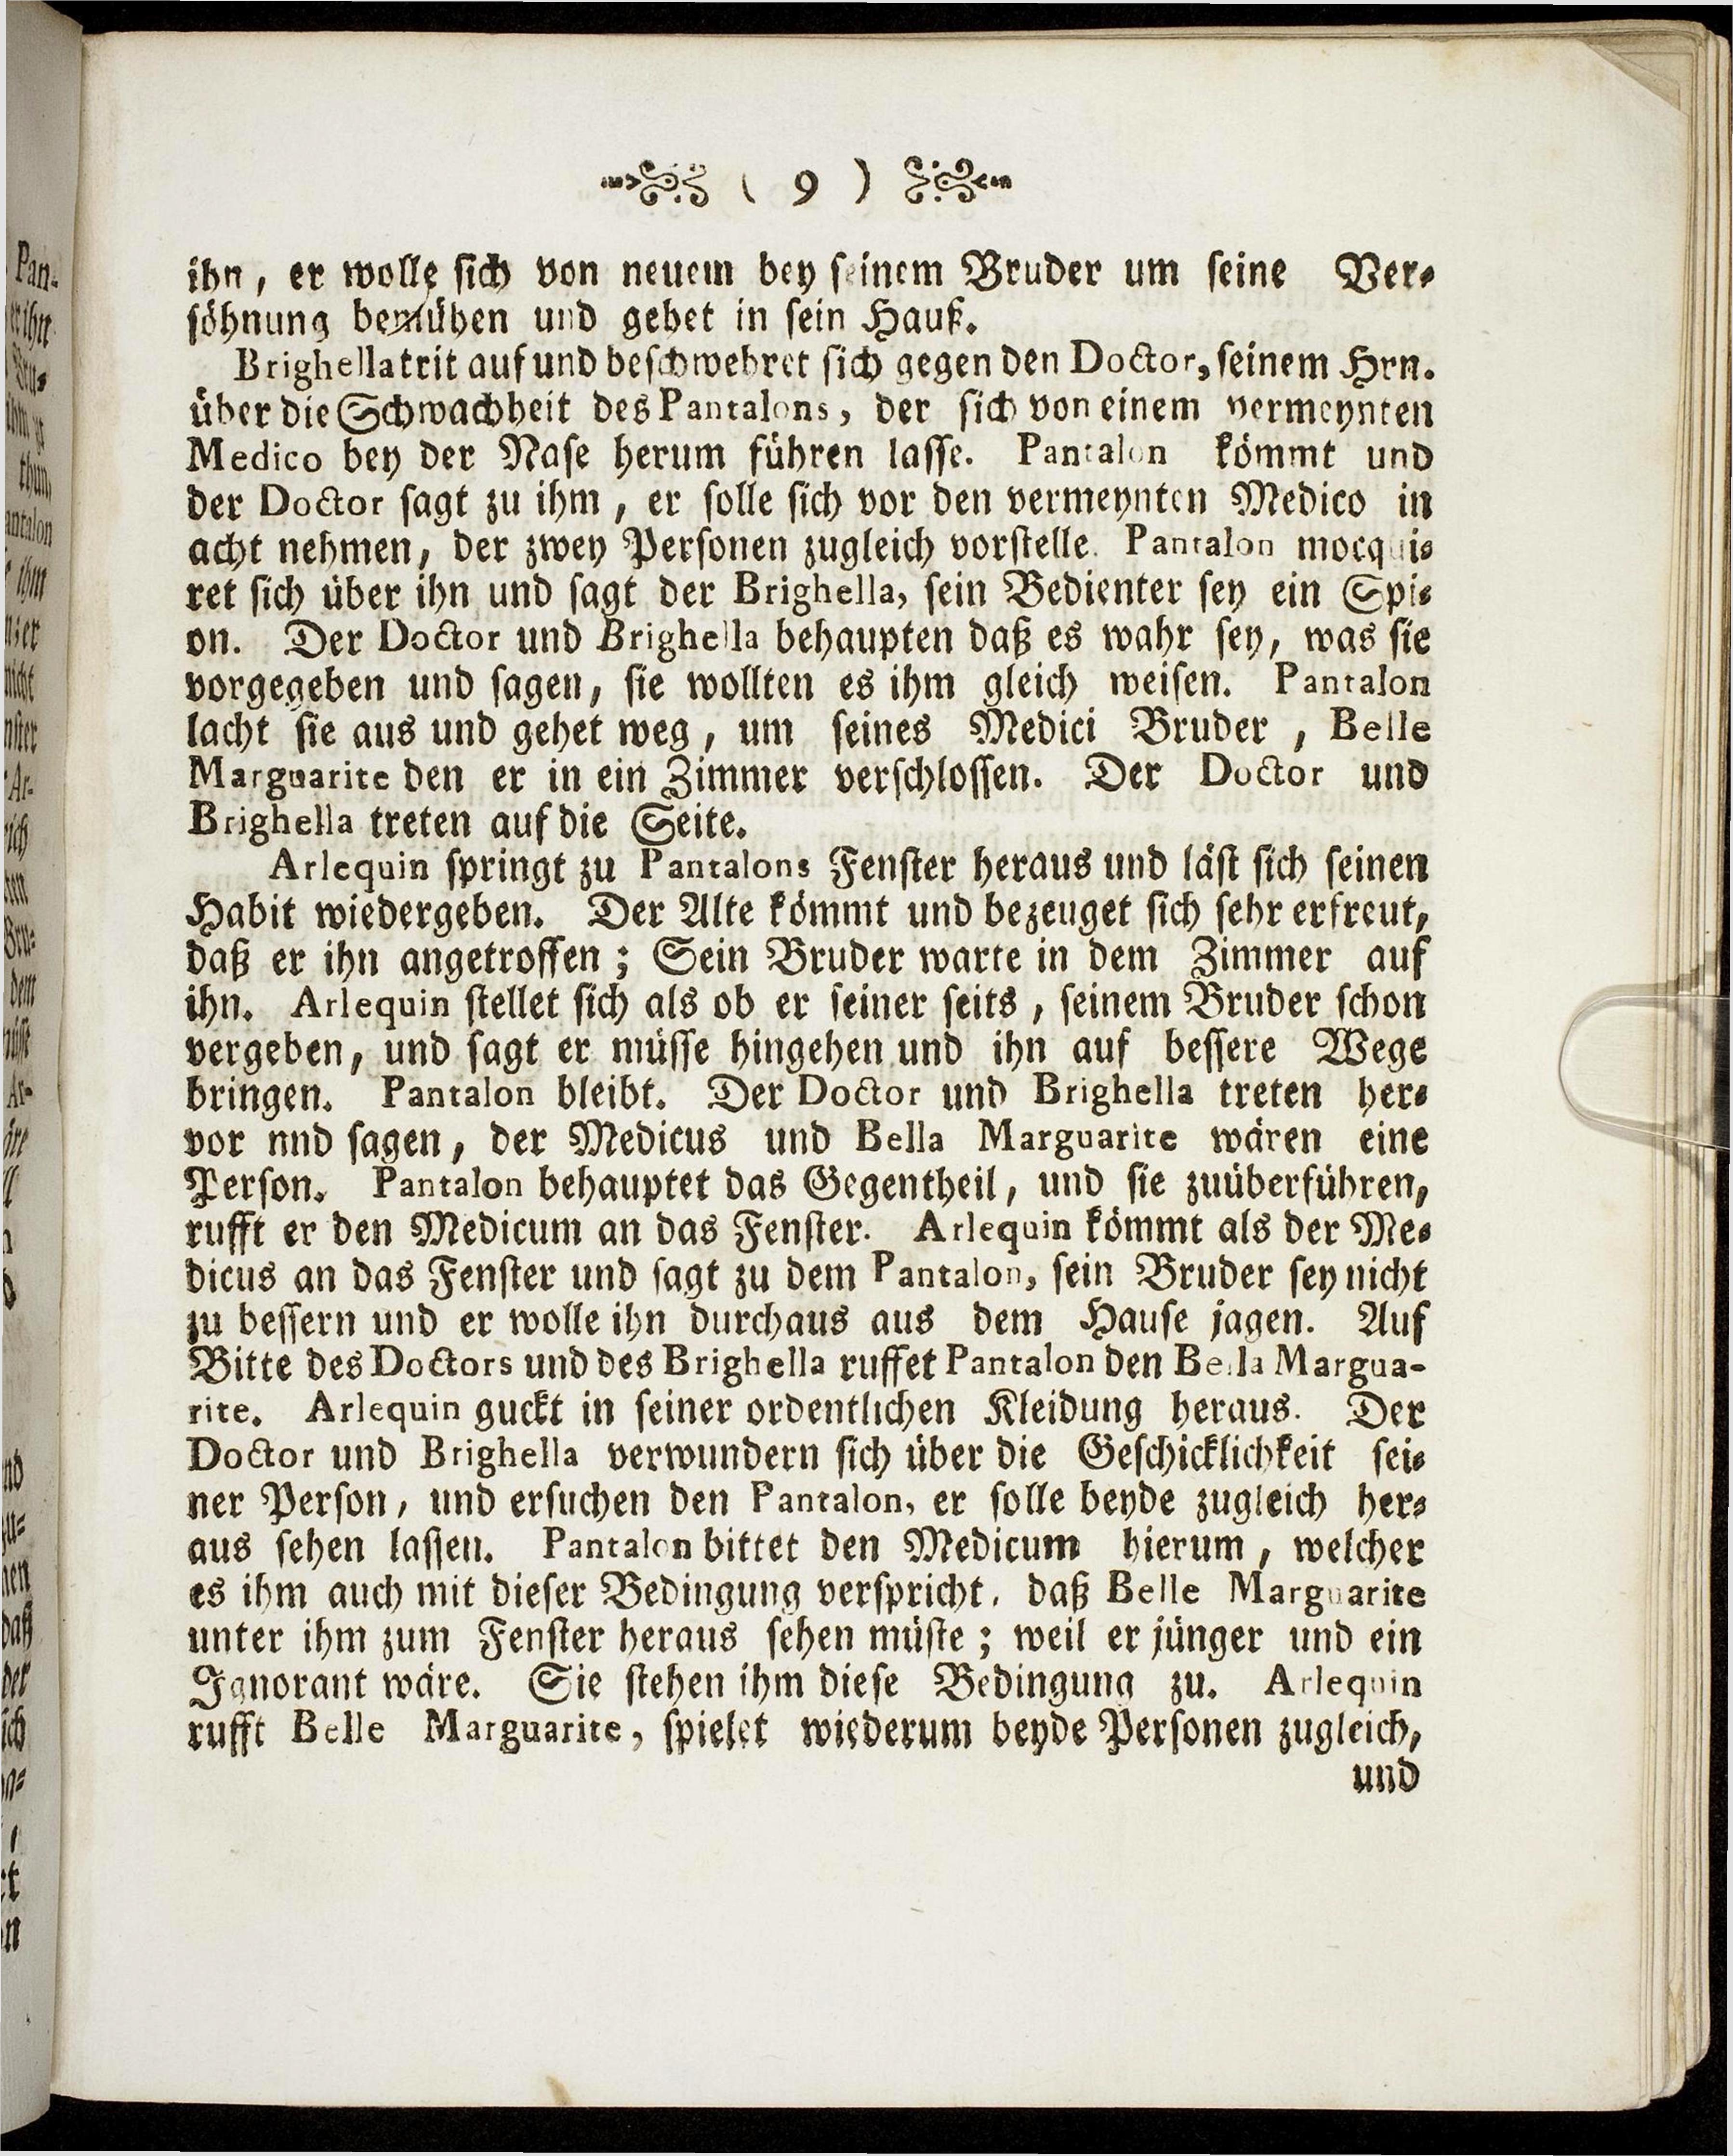 ( 9 )
ihn, er wolle sich von neuem bey seinem Bruder um seine Ver-
söhnung bemühen und gehet in sein Hauß.
Brighella trit auf und beschwehret sich gegen den Doctor, seinem Hrn.
über die Schwachheit des Pantalons, der sich von einem vermeynten
Medico bey der Nase herum führen lasse. Pantalon kömmt und
der Doctor sagt zu ihm, er solle sich vor den vermeynten Medico in
acht nehmen, der zwey Personen zugleich vorstelle. Pantalon mocqui-
ret sich über ihn und sagt der Brighella, sein Bedienter sey ein Spi-
on. Der Doctor und Brighella behaupten daß es wahr sey, was sie
vorgegeben und sagen, sie wollten es ihm gleich weisen. Pantalon
lacht sie aus und gehet weg, um seines Medici Bruder, Belle
Marguarite den er in ein Zimmer verschlossen. Der Doctor und
Brighella treten auf die Seite.
Arlequin springt zu Pantalons Fenster heraus und läst sich seinen
Habit wiedergeben. Der Alte kömmt und bezeuget sich sehr erfreut,
daß er ihn angetroffen; Sein Bruder warte in dem Zimmer auf
ihn. Arlequin stellet sich als ob er seiner seits, seinem Bruder schon
vergeben, und sagt er müsse hingehen und ihn auf bessere Wege
bringen. Pantalon bleibt. Der Doctor und Brighella treten her-
vor nnd sagen, der Medicus und Bella Marguarite wären eine
Person. Pantalon behauptet das Gegentheil, und sie zuüberführen,
rufft er den Medicum an das Fenster. Arlequin kömmt als der Me-
dicus an das Fenster und sagt zu dem Pantalon, sein Bruder sey nicht
zu bessern und er wolle ihn durchaus aus dem Hause jagen. Auf
Bitte des Doctors und des Brighella ruffet Pantalon den Bella Margua-
rite. Arlequin guckt in seiner ordentlichen Kleidung heraus. Der
Doctor und Brighella verwundern sich über die Geschicklichkeit sei-
ner Person, und ersuchen den Pantalon, er solle beyde zugleich her-
aus sehen lassen. Pantalon bittet den Medicum hierum, welcher
es ihm auch mit dieser Bedingung verspricht, daß Belle Marguarite
unter ihm zum Fenster heraus sehen müste; weil er jünger und ein
Ignorant wäre. Sie stehen ihm diese Bedingung zu. Arlequin
rufft Belle Marguarite, spielet wiederum beyde Personen zugleich,
und